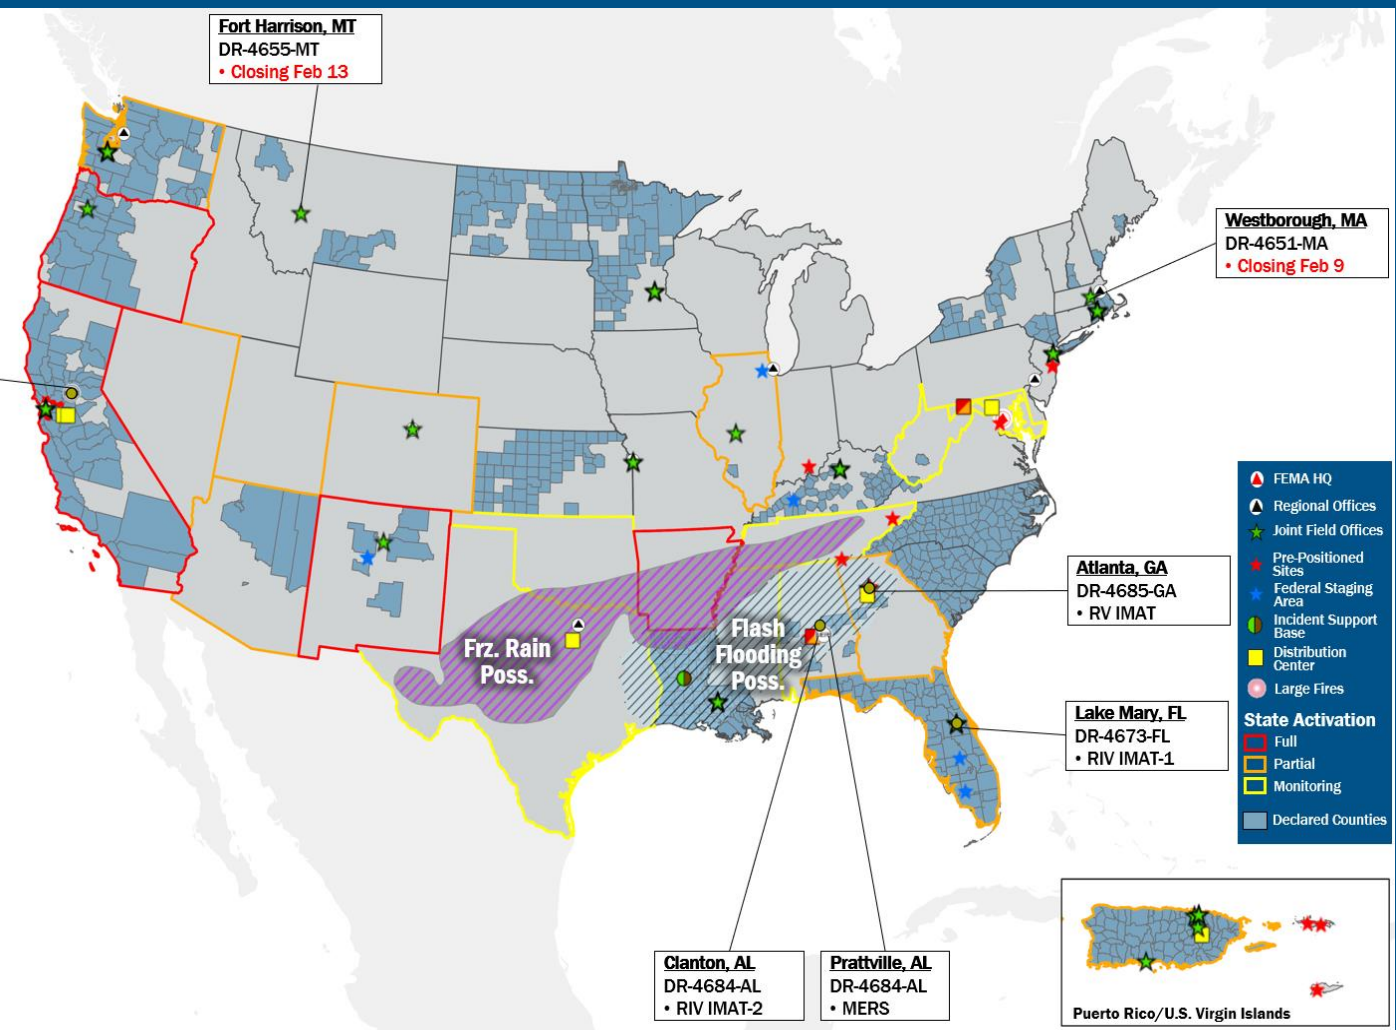 Fort Harrison, MT
DR-4655-MT
• Closing Feb 13
Westborough, MA
DR-4651-MA
• Closing Feb 9
FEMA HQ
Regional Offices
Joint Field Offices
Pre-Positioned
Sites
Federal Staging
Area
Incident Support
Base
Distribution
Center
Large Fires
State Activation
Full
Partial
Monitoring
Declared Counties
Atlanta, GA
DR-4685-GA
• RV IMAT
Frz. Rain
Poss.
Flash
Flooding
Poss.
Lake Mary, FL
DR-4673-FL
• RIV IMAT-1
Clanton, AL
DR-4684-AL
• RIV IMAT-2
Prattville, AL
DR-4684-AL
• MERS
Puerto Rico/U.S. Virgin Islands